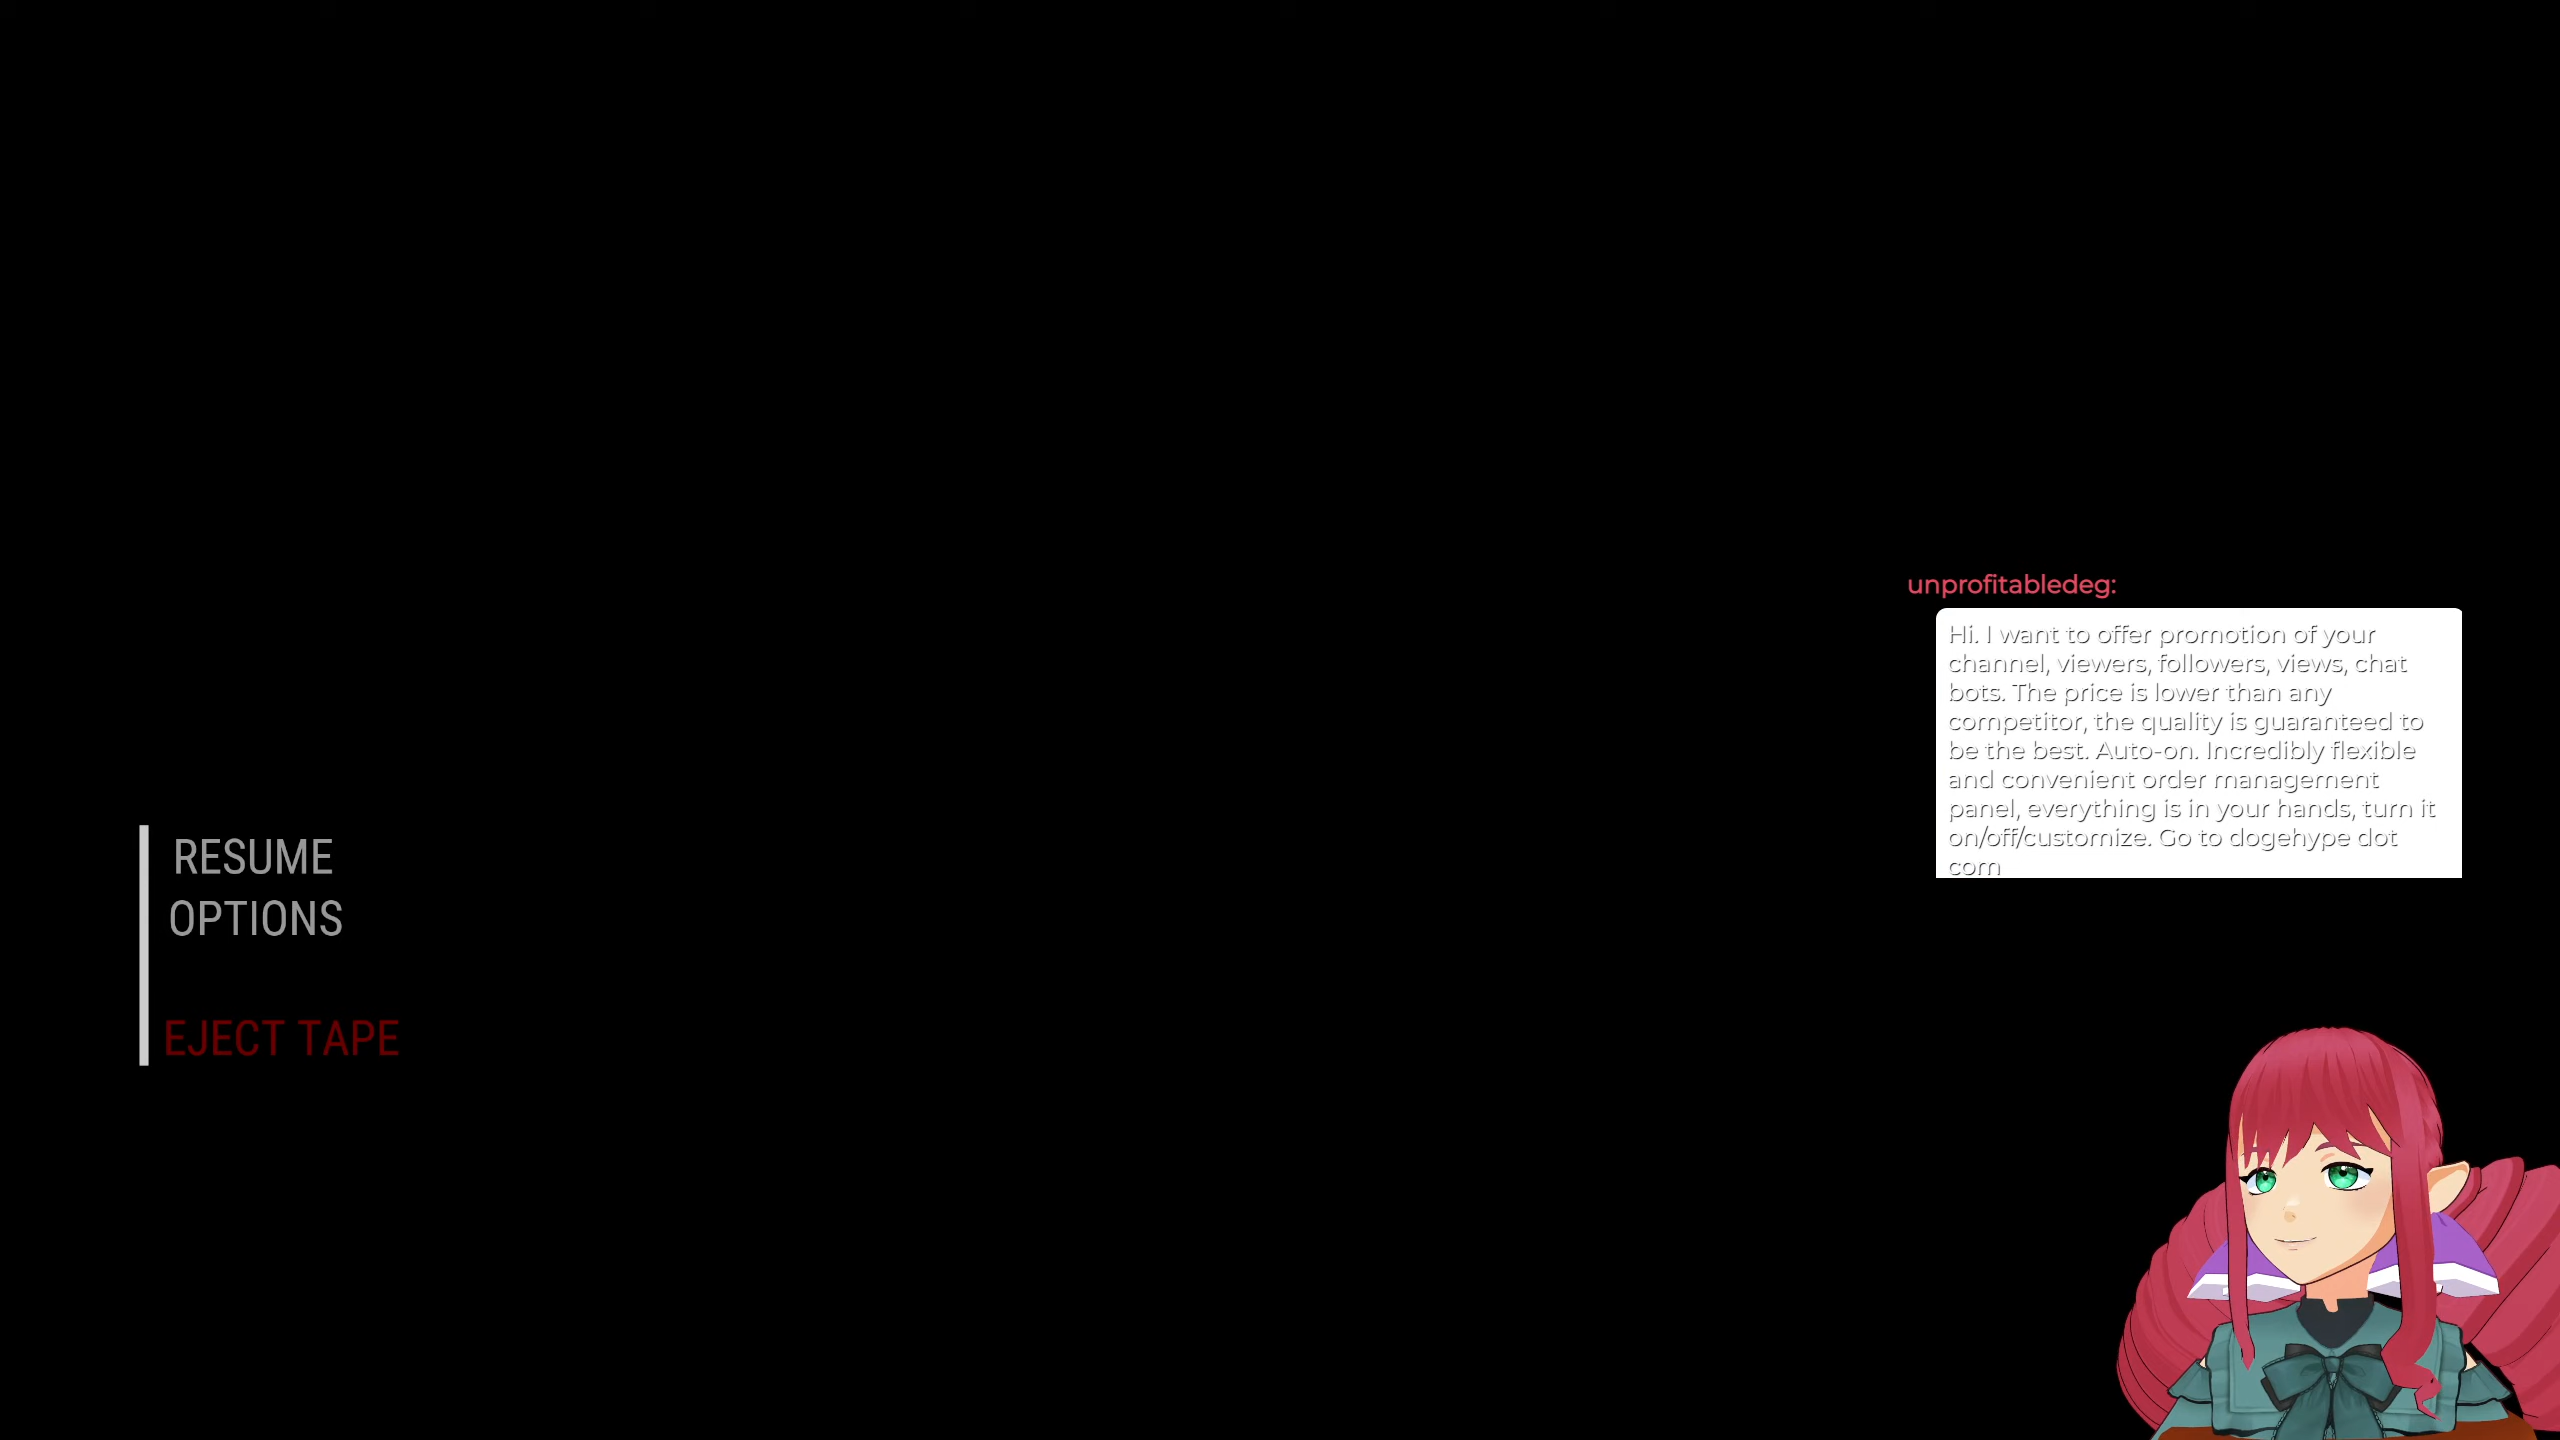 unprofitabledeg:
Hi. I want to offer promotion of your
channel, viewers, followers, views, chat
bots. The price is lower than any
competitor, the quality is guaranteed to
be the best. Auto-on. Incredibly flexible
and convenient order management
panel, everything is in your hands, turn it
on/off/customize. Go to dogehype dot
com
RESUME
OPTIONS
EJECT TAPE